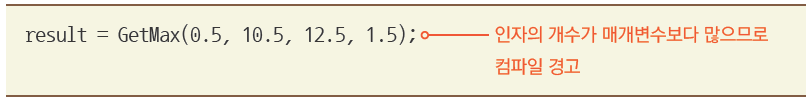 result = GetMax(0.5, 10.5, 12.5, 1.5);
인자의 개수가 매개변수보다 많으므로
컴파일 경고